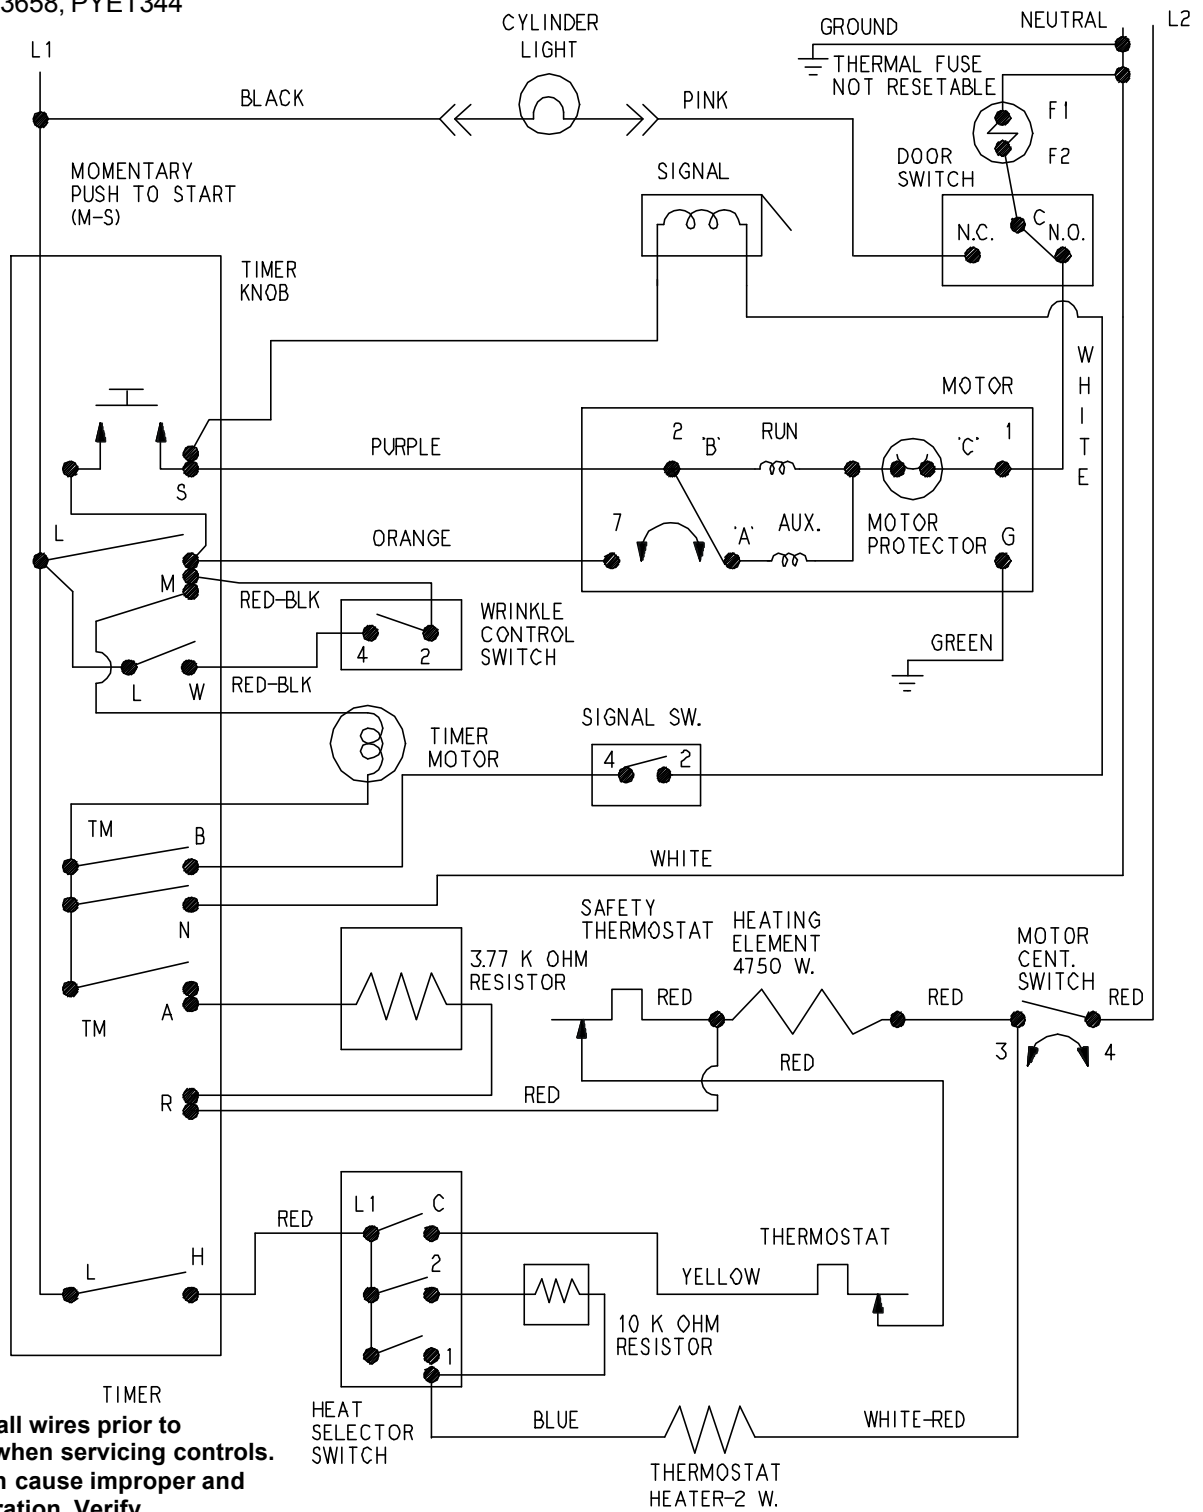 3658, PYET344
L1
CYLINDER
LIGHT
GROUND
NEUTRAL
L2
THERMAL FUSE
NOT RESETABLE
BLACK
PINK
F1
F2
DOOR
SWITCH
MOMENTARY
PUSH TO START
(M-S)
SIGNAL
C
N.C.
N.O.
TIMER
KNOB
WHITE
MOTOR
PURPLE
2
'B'
RUN
'C'
1
S
L
ORANGE
7
'A'
AUX.
MOTOR
PROTECTOR
G
M
RED-BLK
WRINKLE
CONTROL
SWITCH
4
2
GREEN
L
W
RED-BLK
SIGNAL SW.
TIMER
MOTOR
4
2
TM
B
WHITE
N
SAFETY
THERMOSTAT
HEATING
ELEMENT
4750 W.
MOTOR
CENT.
SWITCH
3.77 K OHM
RESISTOR
RED
RED
RED
A
TM
3
4
RED
R
RED
L1
C
RED
THERMOSTAT
H
L
2
YELLOW
10 K OHM
RESISTOR
1
TIMER
HEAT
SELECTOR
SWITCH
BLUE
WHITE-RED
all wires prior to
when servicing controls.
n cause improper and
ration. Verify
THERMOSTAT
HEATER-2 W.